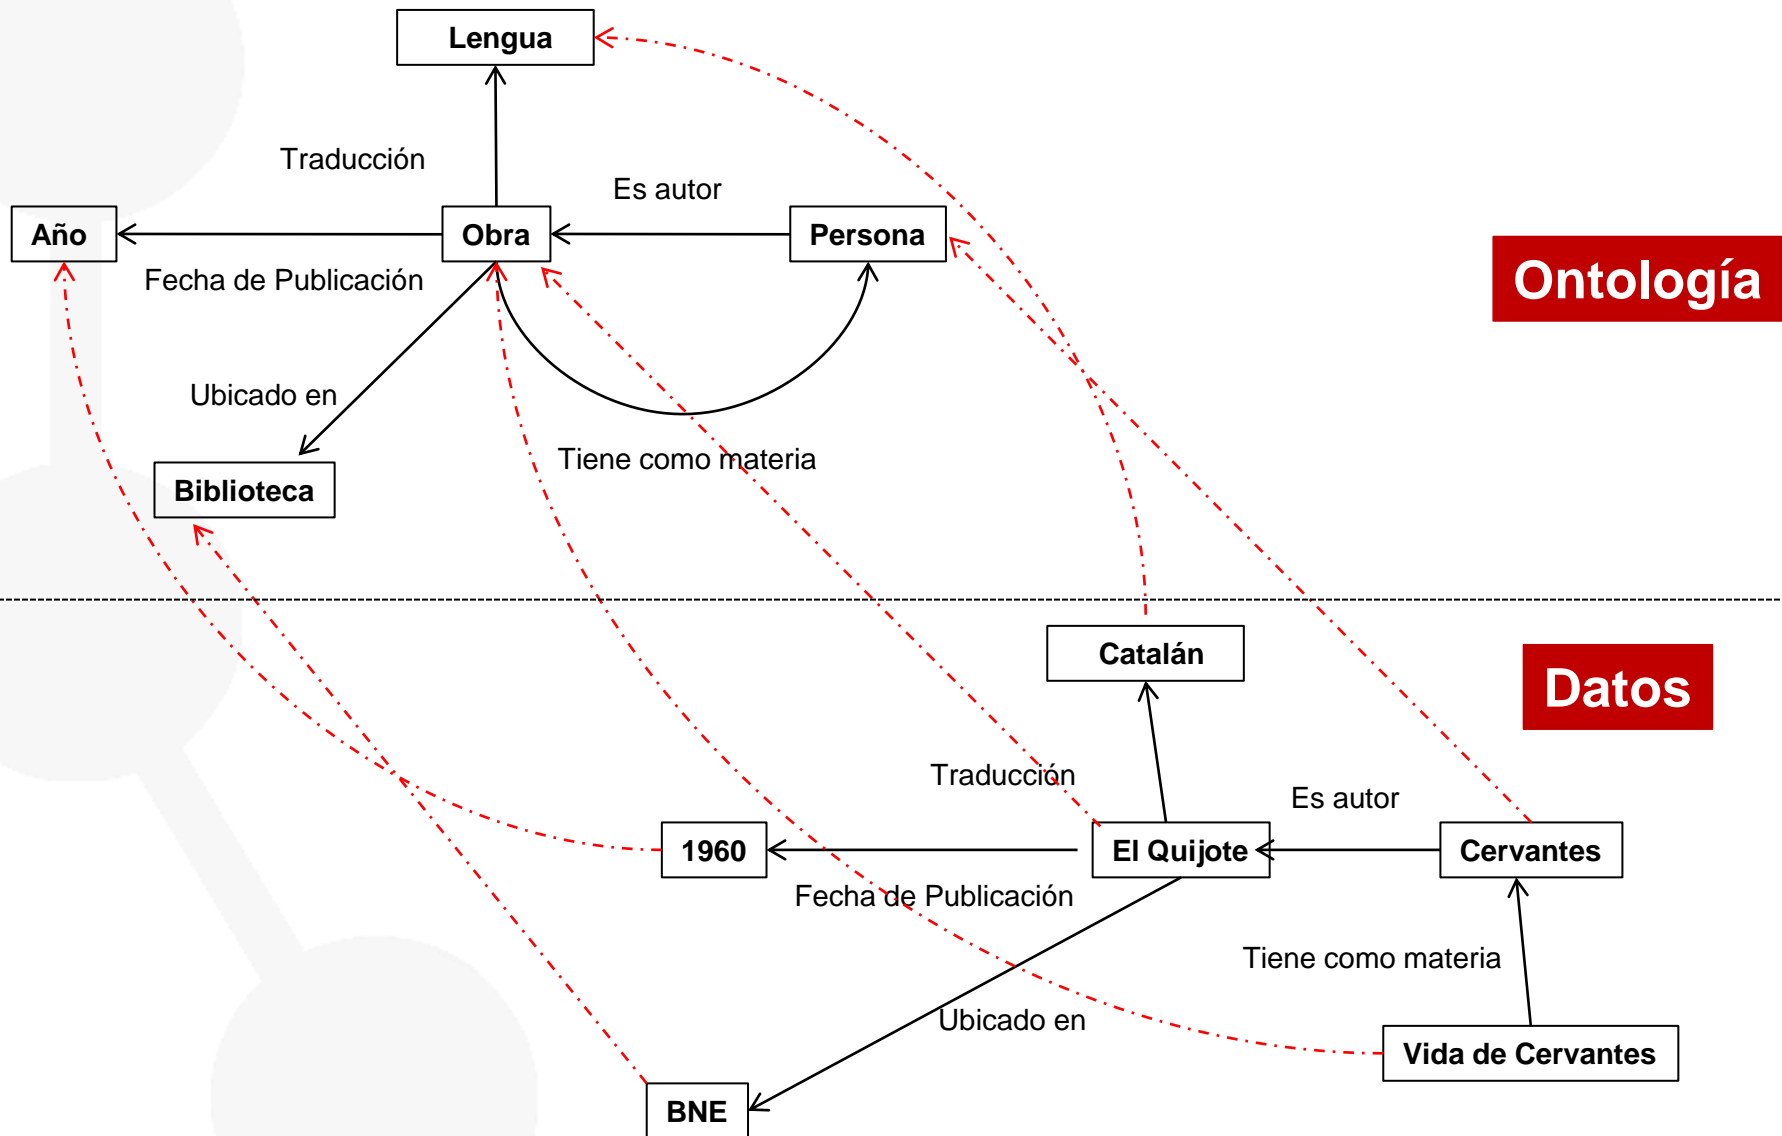 Lengua
Traducción
Es autor
Año
Obra
Persona
Fecha de Publicación
Ontología
Ubicado en
Tiene como materia
Biblioteca
Catalán
Datos
Traducción
Es autor
1960
El Quijote
Cervantes
Fecha de Publicación
Tiene como materia
Ubicado en
Vida de Cervantes
BNE